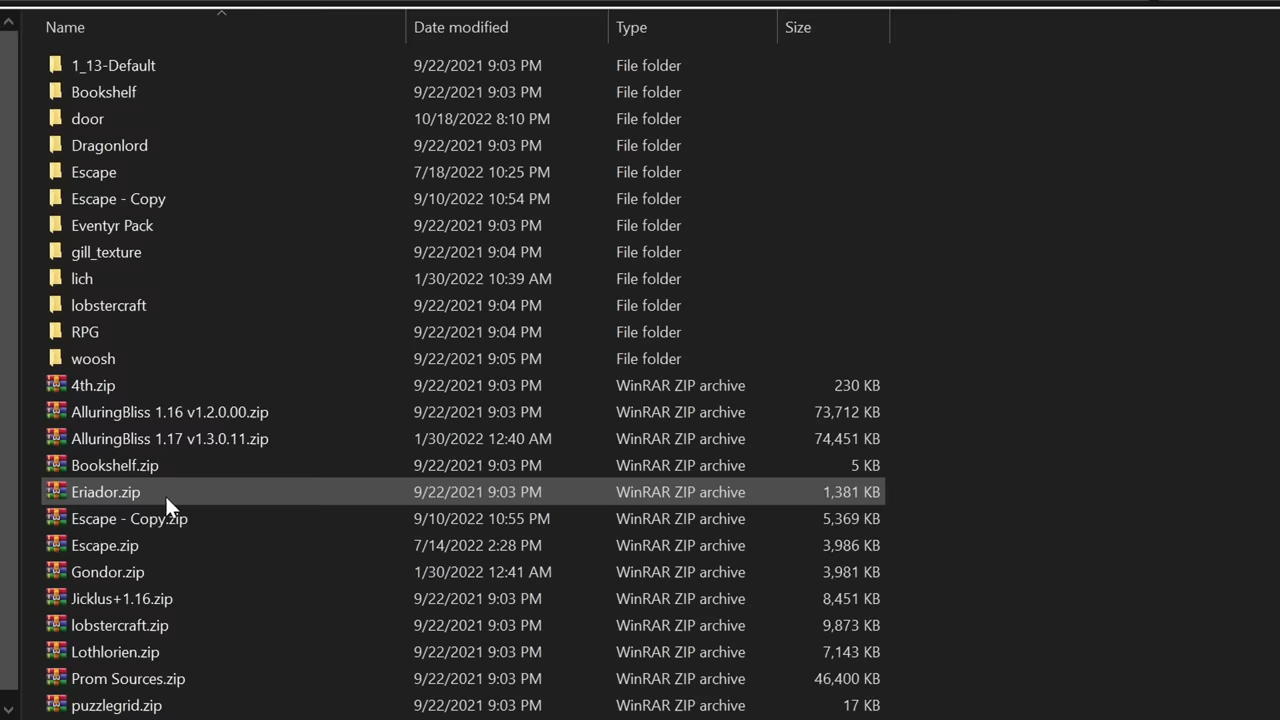 Name Date modified Type Size
1_13-Default 9/22/2021 9:03 PM File folder
Bookshelf 9/22/2021 9:03 PM File folder
door 10/18/2022 8:10 PM File folder
Dragonlord 9/22/2021 9:03 PM File folder
Escape 7/18/2022 10:25 PM File folder
Escape - Copy 9/10/2022 10:54 PM File folder
Eventyr Pack 9/22/2021 9:03 PM File folder
gill_texture 9/22/2021 9:04 PM File folder
lich 1/30/2022 10:39 AM File folder
lobstercraft 9/22/2021 9:04 PM File folder
RPG 9/22/2021 9:04 PM File folder
woosh 9/22/2021 9:05 PM File folder
4th.zip 9/22/2021 9:03 PM WinRAR ZIP archive 230 KB
AlluringBliss 1.16 v1.2.0.00.zip 9/22/2021 9:03 PM WinRAR ZIP archive 73,712 KB
AlluringBliss 1.17 v1.3.0.11.zip 1/30/2022 12:40 AM WinRAR ZIP archive 74,451 KB
Bookshelf.zip 9/22/2021 9:03 PM WinRAR ZIP archive 5 KB
Eriador.zip 9/22/2021 9:03 PM WinRAR ZIP archive 1,381 KB
Escape - Copy.zip 9/10/2022 10:55 PM WinRAR ZIP archive 5,369 KB
Escape.zip 7/14/2022 2:28 PM WinRAR ZIP archive 3,986 KB
Gondor.zip 1/30/2022 12:41 AM WinRAR ZIP archive 3,981 KB
Jicklus+1.16.zip 9/22/2021 9:03 PM WinRAR ZIP archive 8,451 KB
lobstercraft.zip 9/22/2021 9:03 PM WinRAR ZIP archive 9,873 KB
Lothlorien.zip 9/22/2021 9:03 PM WinRAR ZIP archive 7,143 KB
Prom Sources.zip 9/22/2021 9:03 PM WinRAR ZIP archive 46,400 KB
puzzlegrid.zip 9/22/2021 9:03 PM WinRAR ZIP archive 17 KB